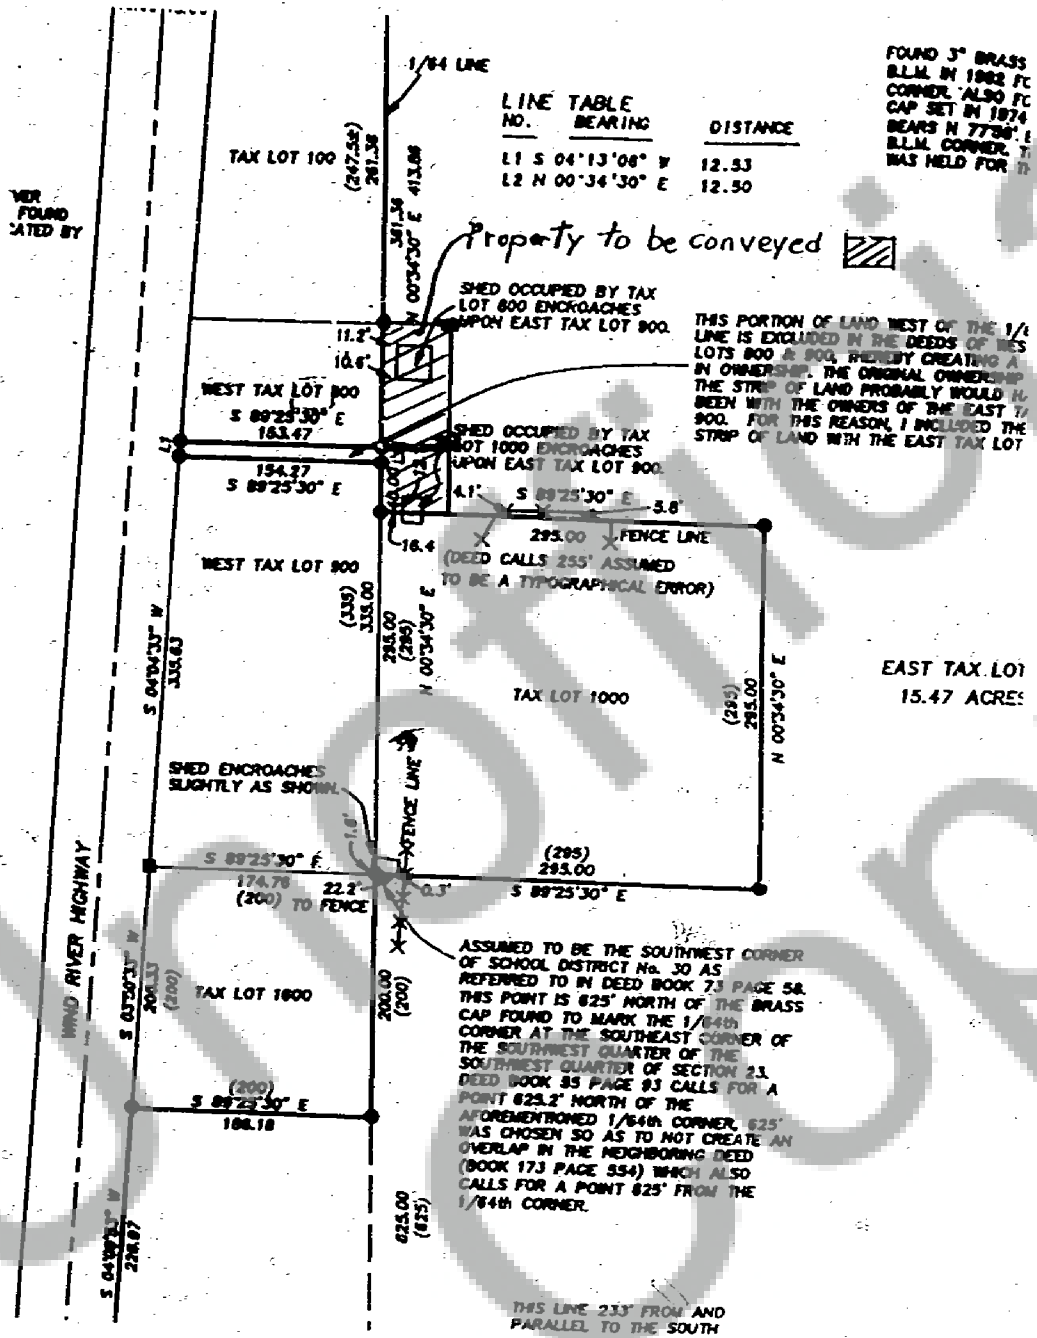 1/64 LINE
FOUND 3" BRASS
B.L.M. IN 1982
CORNER. ALSO
CAP SET IN 1974
BEARS N
B.L.M. CORNER.
WAS HELD FOR
LINE TABLE
NO. BEARING DISTANCE
L1 S 04°13'06" W 12.53
L2 N 00°34'30" E 12.50
TAX LOT 100
(247.5±)
261.36
361.36
N 00°34'30" E 413.86
FOUND
ATED BY
Property to be conveyed
SHED OCCUPIED BY TAX
LOT 800 ENCROACHES
UPON EAST TAX LOT 900.
11.2'
10.6'
THIS PORTION OF LAND WEST OF THE
LINE IS EXCLUDED IN THE DEEDS OF
LOTS 800 & 900, THEREBY CREATING A
IN OWNERSHIP. THE ORIGINAL OWNERSHIP
THE STRIP OF LAND PROBABLY WOULD
BEEN WITH THE OWNERS OF THE EAST
900. FOR THIS REASON, I INCLUDED THE
STRIP OF LAND WITH THE EAST TAX LOT
WEST TAX LOT 800
S 89°25'30" E
153.47
L1
154.27
S 89°25'30" E
SHED OCCUPIED BY TAX
LOT 1000 ENCROACHES
UPON EAST TAX LOT 900.
4.1'
S 89°25'30" E
5.8'
295.00
FENCE LINE
16.4
(DEED CALLS 255' ASSUMED
TO BE A TYPOGRAPHICAL ERROR)
WEST TAX LOT 900
(335)
335.00
295.00
(295)
N 00°34'30" E
S 04°04'33" W
335.63
TAX LOT 1000
(295)
295.00
N 00°34'30" E
EAST TAX LOT
15.47 ACRES
SHED ENCROACHES
SLIGHTLY AS SHOWN.
1.6'
FENCE LINE
S 89°25'30" E
174.76
(200)
22.2'
TO FENCE
0.3'
(295)
295.00
S 89°25'30" E
WIND RIVER HIGHWAY
S 03°50'33" W
(200)
TAX LOT 1600
200.00
(200)
ASSUMED TO BE THE SOUTHWEST CORNER
OF SCHOOL DISTRICT No. 30 AS
REFERRED TO IN DEED BOOK 73 PAGE 58.
THIS POINT IS 625' NORTH OF THE BRASS
CAP FOUND TO MARK THE 1/64th
CORNER AT THE SOUTHEAST CORNER OF
THE SOUTHWEST QUARTER OF THE
SOUTHWEST QUARTER OF SECTION 23.
DEED BOOK 85 PAGE 93 CALLS FOR A
POINT 625.2' NORTH OF THE
AFOREMENTIONED 1/64th CORNER, 625'
WAS CHOSEN SO AS TO NOT CREATE AN
OVERLAP IN THE NEIGHBORING DEED
(BOOK 173 PAGE 554) WHICH ALSO
CALLS FOR A POINT 625' FROM THE
1/64th CORNER.
(200)
S 89°25'30" E
186.18
226.87
625.00
(625)
THIS LINE 233' FROM AND
PARALLEL TO THE SOUTH